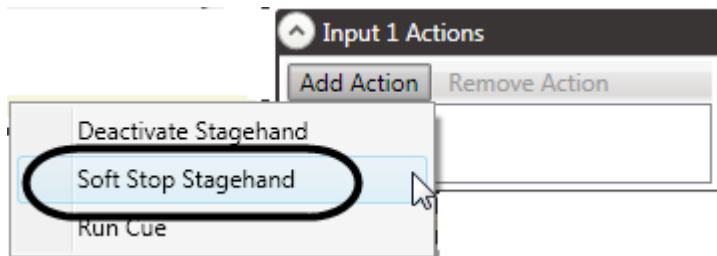 Input 1 Actions
Add Action Remove Action
Deactivate Stagehand
Soft Stop Stagehand
Run Cue